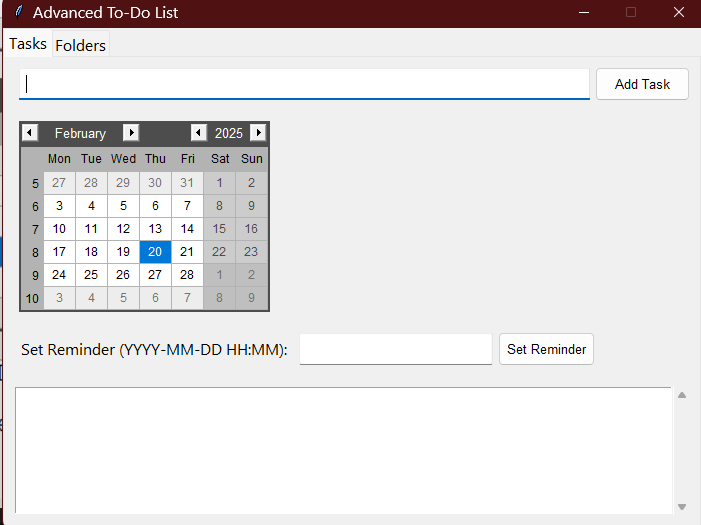 Advanced To-Do List
Tasks Folders
Add Task
February 2025
Mon Tue Wed Thu Fri Sat Sun
5 27 28 29 30 31 1 2
6 3 4 5 6 7 8 9
7 10 11 12 13 14 15 16
8 17 18 19 20 21 22 23
9 24 25 26 27 28 1 2
10 3 4 5 6 7 8 9
Set Reminder (YYYY-MM-DD HH:MM): Set Reminder